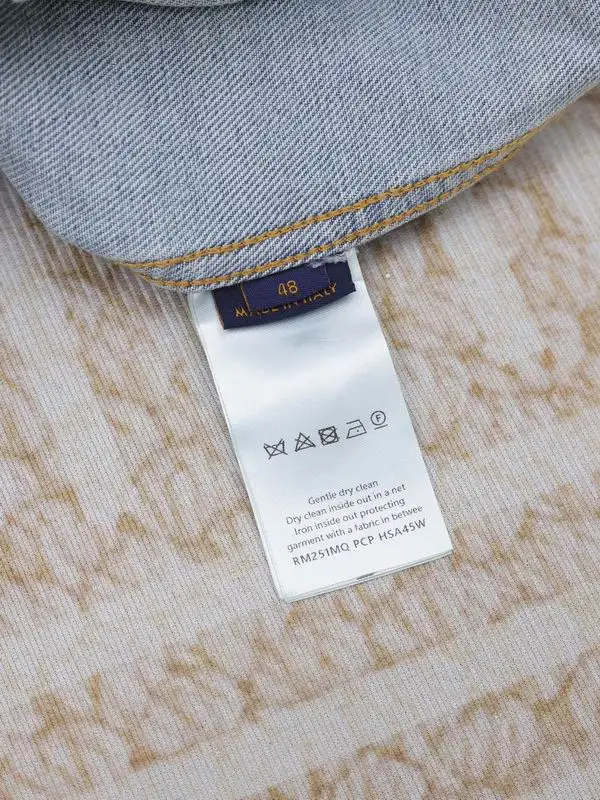 48
MADE IN ITALY
F
Gentle dry clean
Dry clean inside out in a net
Iron inside out protecting
garment with a fabric in betwee
RM251MQ PCP HSA45W